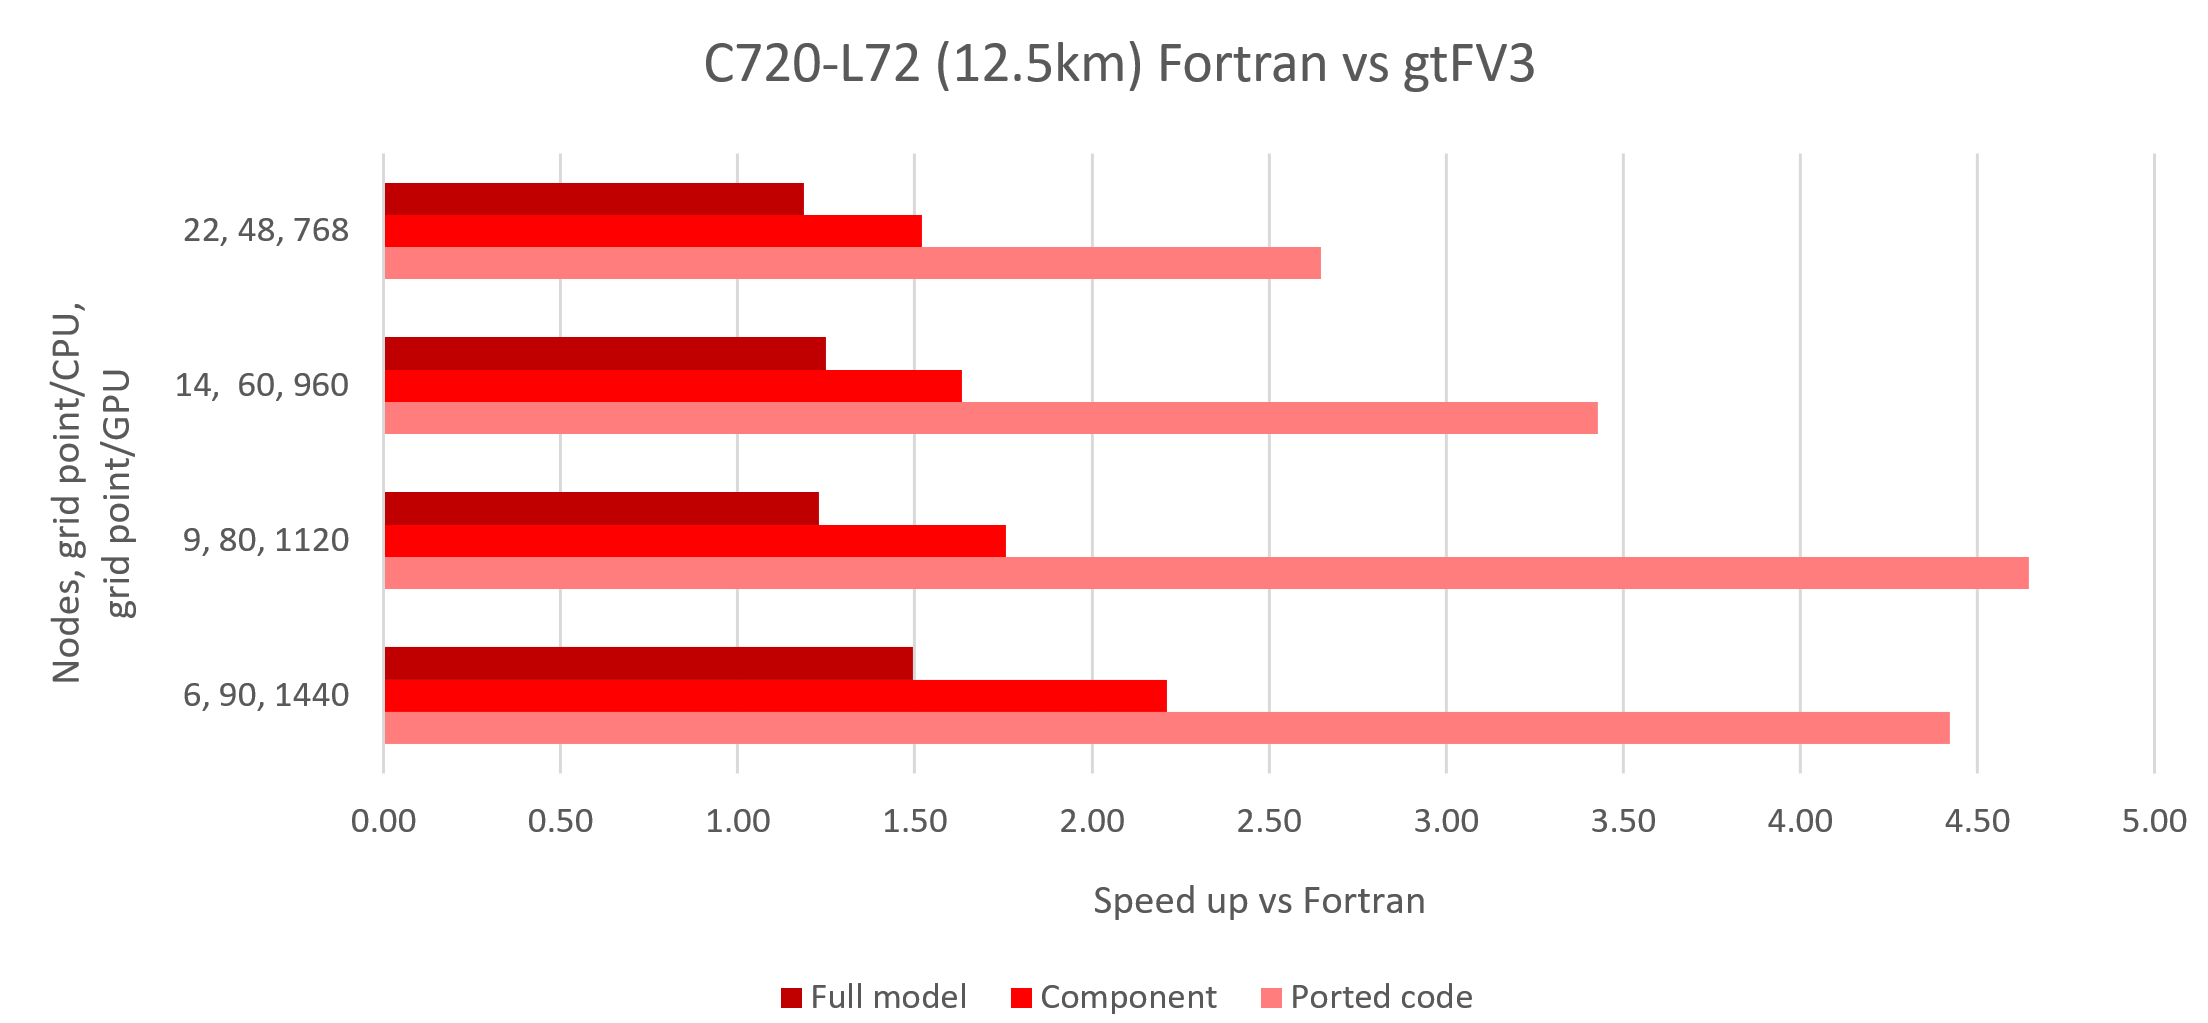 C720-L72 (12.5km) Fortran vs gtFV3
Nodes, grid point/CPU,
grid point/GPU
22, 48, 768
14,  60, 960
9, 80, 1120
6, 90, 1440
0.00 0.50 1.00 1.50 2.00 2.50 3.00 3.50 4.00 4.50 5.00
Speed up vs Fortran
Full model Component Ported code